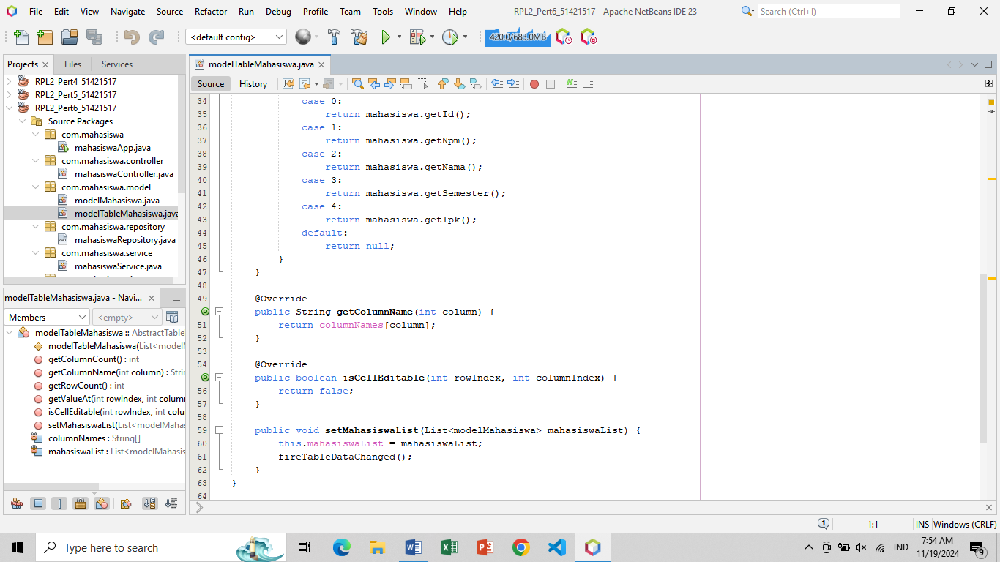 File Edit View Navigate Source Refactor Run Debug Profile Team Tools Window Help RPL2_Pert6_51421517 - Apache NetBeans IDE 23 Search (Ctrl+I)
<default config> 420.0/683.0MB
Projects Files Services
RPL2_Pert4_51421517
RPL2_Pert5_51421517
RPL2_Pert6_51421517
Source Packages
com.mahasiswa
mahasiswaApp.java
com.mahasiswa.controller
mahasiswaController.java
com.mahasiswa.model
modelMahasiswa.java
modelTableMahasiswa.java
com.mahasiswa.repository
mahasiswaRepository.java
com.mahasiswa.service
mahasiswaService.java
modelTableMahasiswa.java - Navi...
Members <empty>
modelTableMahasiswa :: AbstractTable
modelTableMahasiswa(List<model
getColumnCount() : int
getColumnName(int column) : Strin
getRowCount() : int
getValueAt(int rowIndex, int column
isCellEditable(int rowIndex, int colu
setMahasiswaList(List<modelMahas
columnNames : String[]
mahasiswaList : List<modelMahasis
modelTableMahasiswa.java
Source History
34 case 0:
35 return mahasiswa.getId();
36 case 1:
37 return mahasiswa.getNpm();
38 case 2:
39 return mahasiswa.getNama();
40 case 3:
41 return mahasiswa.getSemester();
42 case 4:
43 return mahasiswa.getIpk();
44 default:
45 return null;
46 }
47 }
48
49 @Override
public String getColumnName(int column) {
51 return columnNames[column];
52 }
53
54 @Override
public boolean isCellEditable(int rowIndex, int columnIndex) {
56 return false;
57 }
58
59 public void setMahasiswaList(List<modelMahasiswa> mahasiswaList) {
60 this.mahasiswaList = mahasiswaList;
61 fireTableDataChanged();
62 }
63 }
64
1 1:1 INS Windows (CRLF)
Type here to search IND 7:54 AM
11/19/2024 9